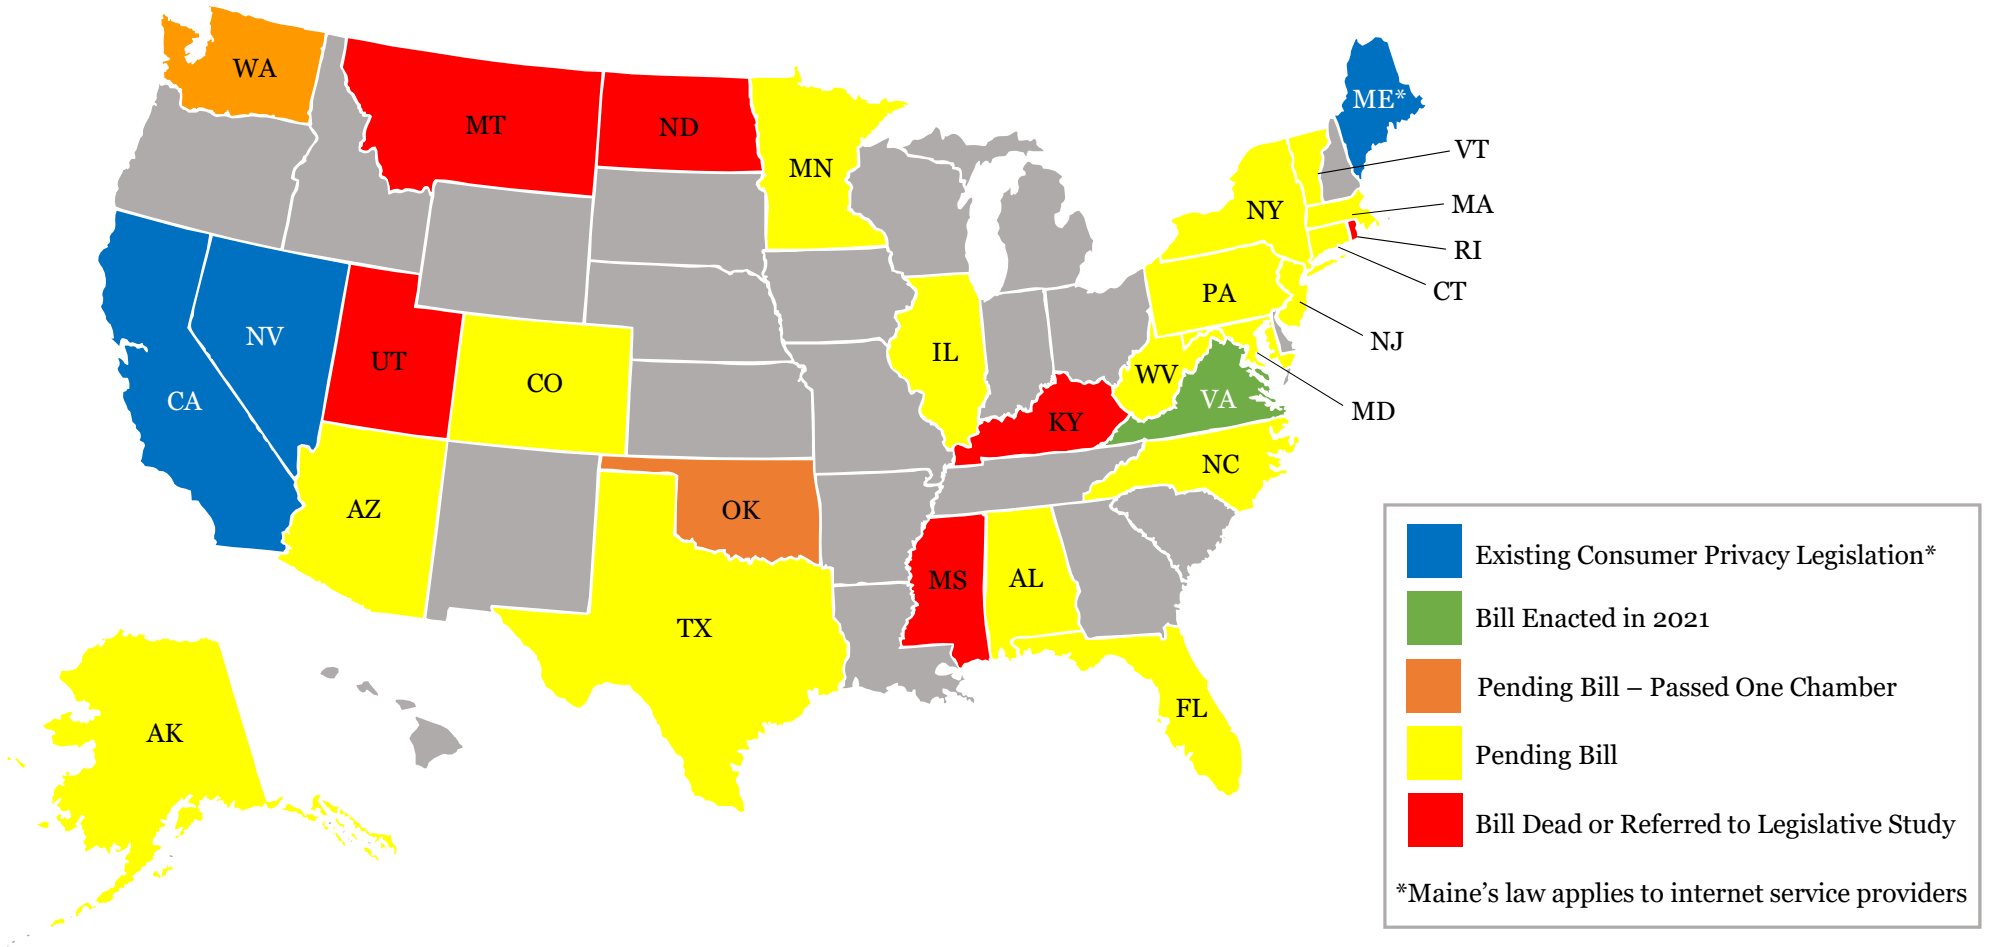 WA
MT
ND
MN
ME*
VT
MA
NY
RI
CT
PA
NJ
NV
UT
CO
IL
WV
VA
CA
MD
KY
NC
AZ
OK
MS
AL
TX
FL
AK
Existing Consumer Privacy Legislation*
Bill Enacted in 2021
Pending Bill – Passed One Chamber
Pending Bill
Bill Dead or Referred to Legislative Study
*Maine’s law applies to internet service providers